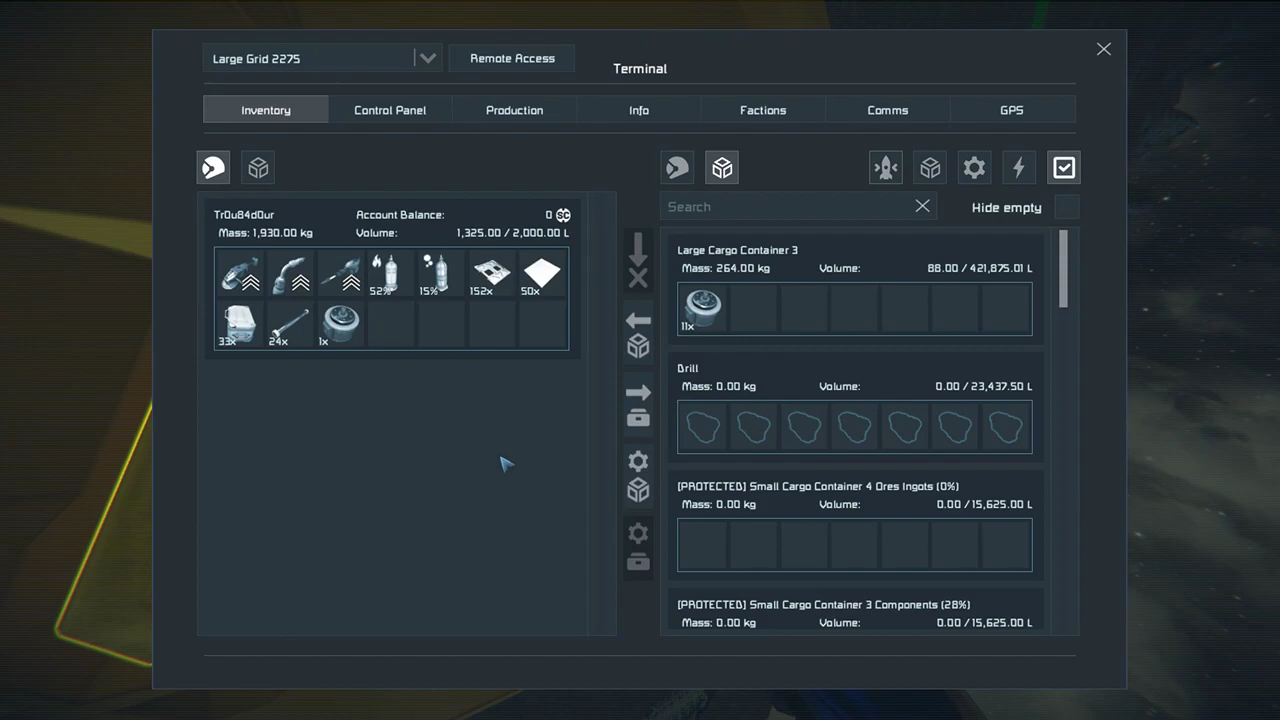 Large Grid 2275
Remote Access
Terminal
Inventory
Control Panel
Production
Info
Factions
Comms
GPS
Tr0u84d0ur
Account Balance:
0 SC
Mass: 1,930.00 kg
Volume:
1,325.00 / 2,000.00 L
52%
15%
152x
50x
33x
24x
1x
Search
Hide empty
Large Cargo Container 3
Mass: 264.00 kg
Volume:
88.00 / 421,875.01 L
11x
Drill
Mass: 0.00 kg
Volume:
0.00 / 23,437.50 L
[PROTECTED] Small Cargo Container 4 Ores Ingots (0%)
Mass: 0.00 kg
Volume:
0.00 / 15,625.00 L
[PROTECTED] Small Cargo Container 3 Components (28%)
Mass: 0.00 kg
Volume:
0.00 / 15,625.00 L